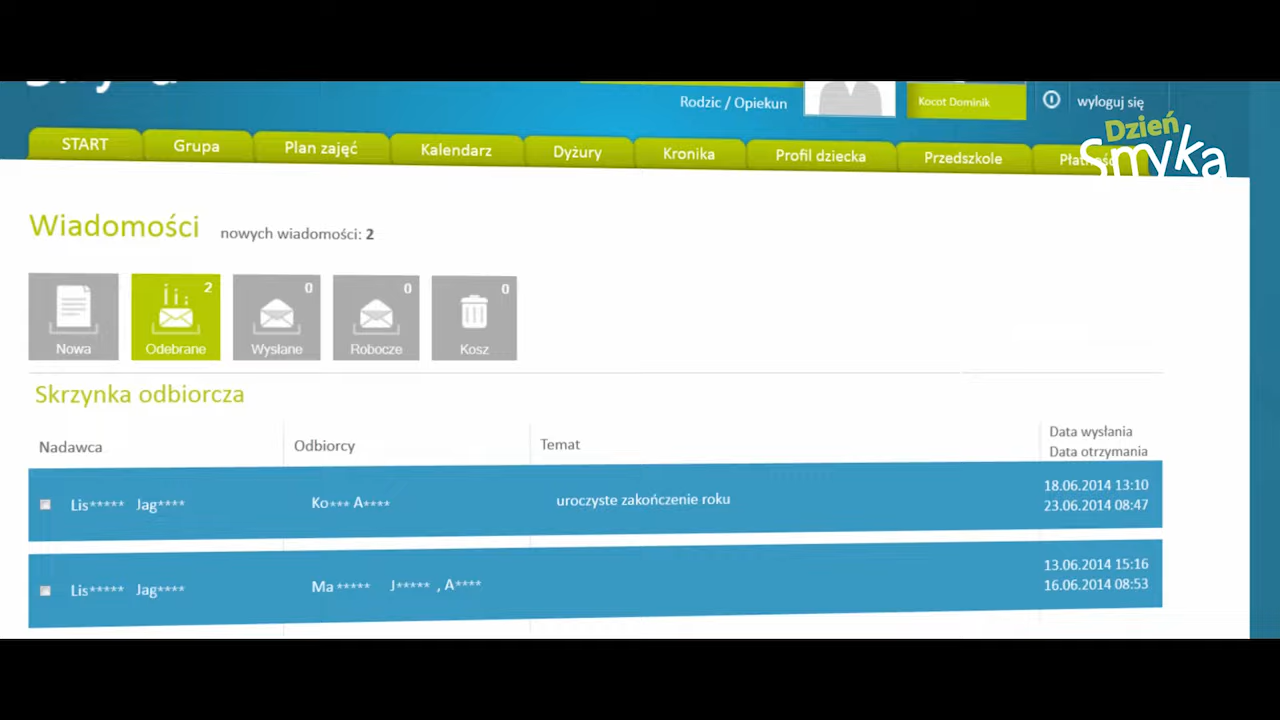 Rodzic / Opiekun
Kocot Dominik
wyloguj się
Dzień
Smyka
START
Grupa
Plan zajęć
Kalendarz
Dyżury
Kronika
Profil dziecka
Przedszkole
Wiadomości
nowych wiadomości: 2
2
0
0
0
Nowa
Odebrane
Wysłane
Robocze
Kosz
Skrzynka odbiorcza
Nadawca
Odbiorcy
Temat
Data wysłania
Data otrzymania
Lis***** Jag****
Ko*** A****
uroczyste zakończenie roku
18.06.2014 13:10
23.06.2014 08:47
Lis***** Jag****
Ma ***** J***** , A****
13.06.2014 15:16
16.06.2014 08:53